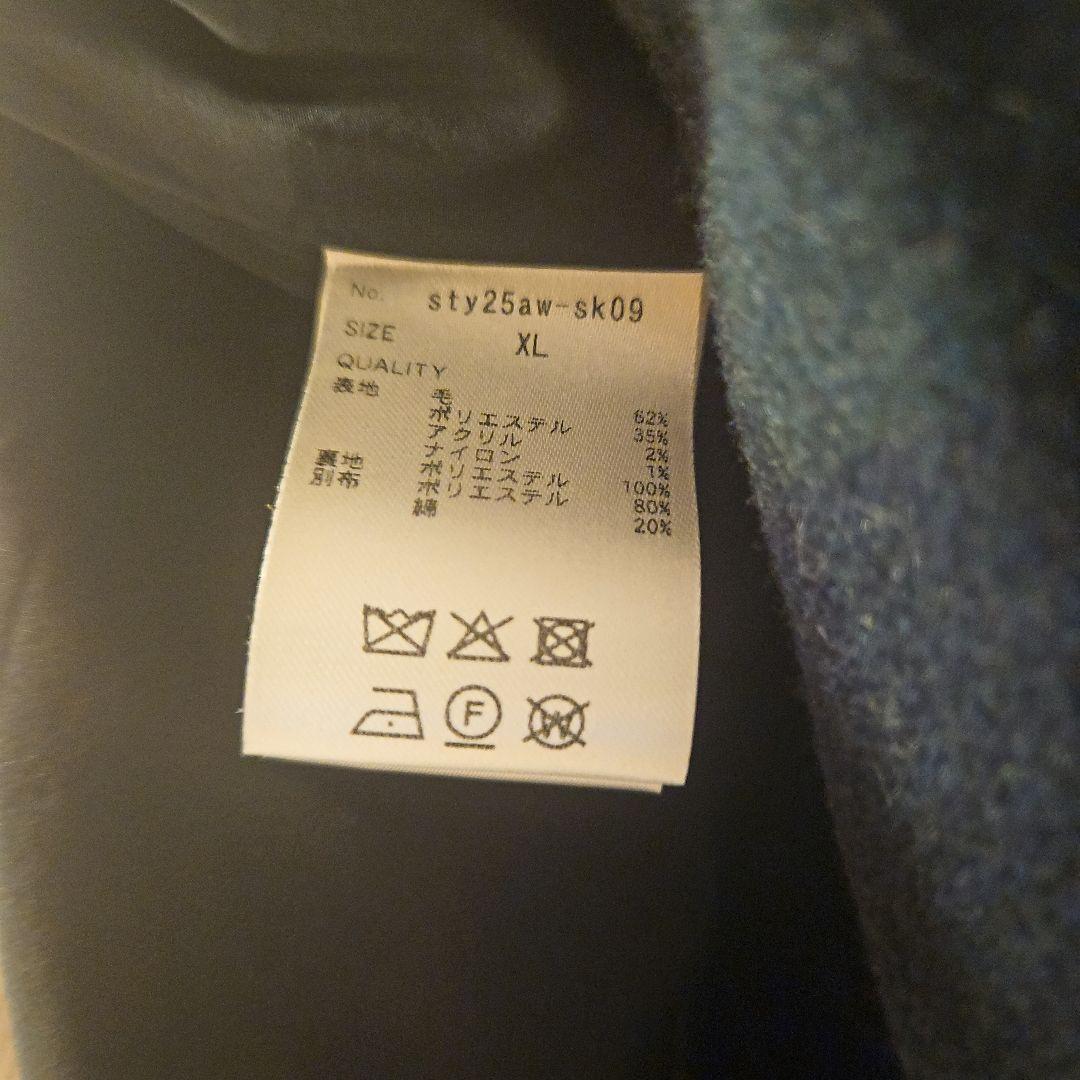 No. sty25aw-sk09
SIZE XL
QUALITY
表地 毛 62%
ポリエステル 35%
アクリル 2%
ナイロン 1%
裏地 ポリエステル 100%
別布 ポリエステル 80%
綿 20%
F
W